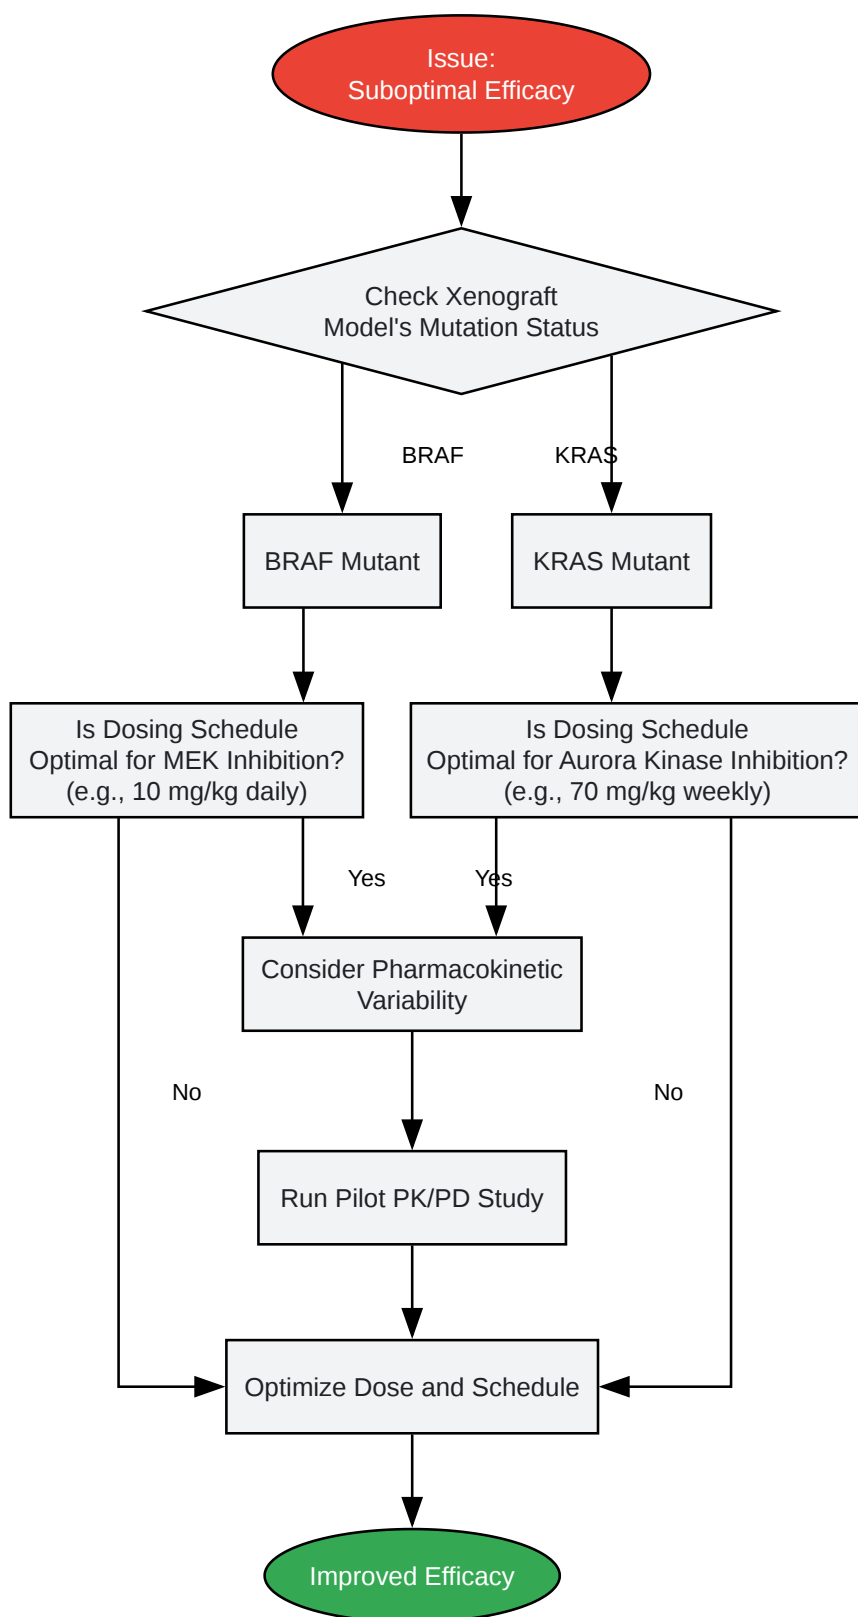 Issue:
Suboptimal Efficacy
Check Xenograft
Model's Mutation Status
BRAF
KRAS
BRAF Mutant
KRAS Mutant
Is Dosing Schedule
Optimal for MEK Inhibition?
(e.g., 10 mg/kg daily)
Is Dosing Schedule
Optimal for Aurora Kinase Inhibition?
(e.g., 70 mg/kg weekly)
Yes
Yes
Consider Pharmacokinetic
Variability
No
No
Run Pilot PK/PD Study
Optimize Dose and Schedule
Improved Efficacy